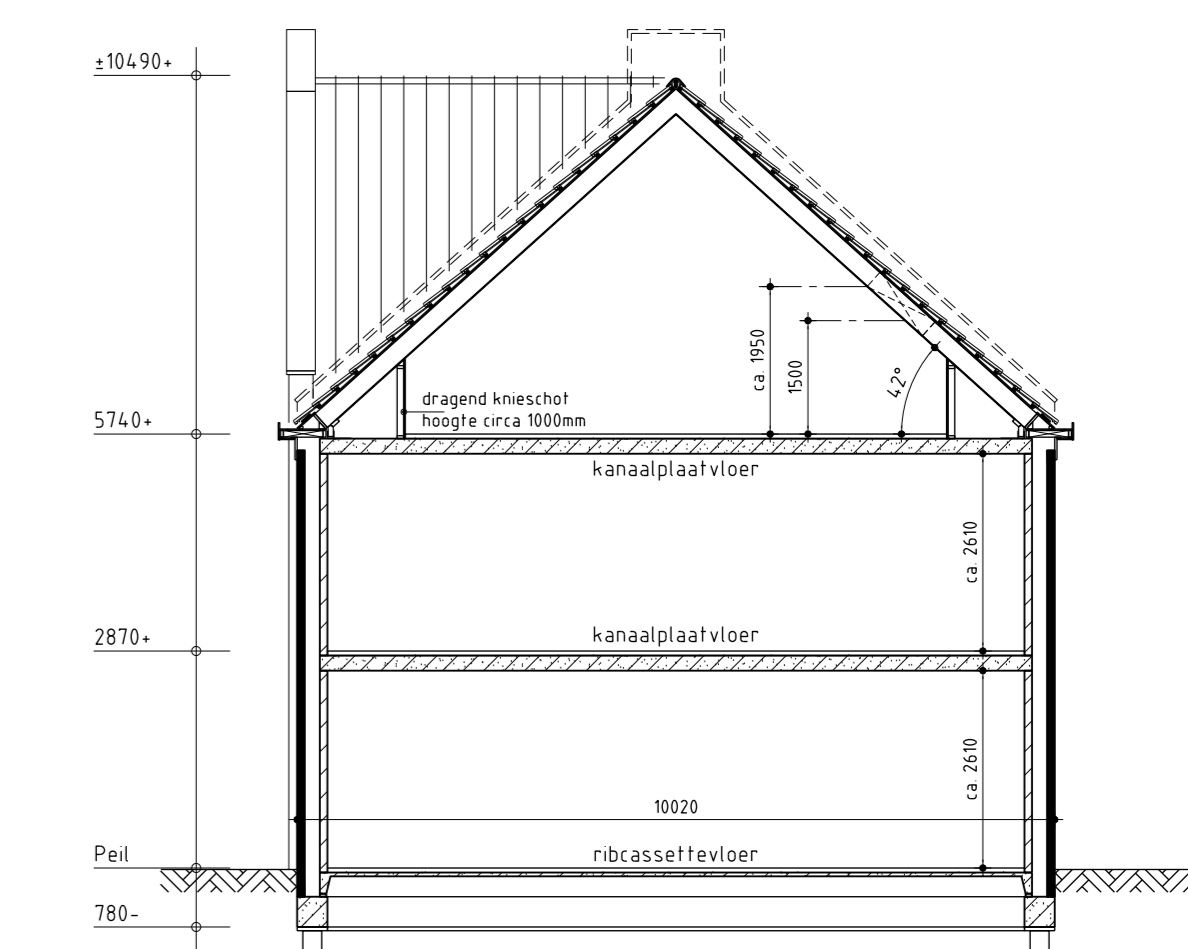 ±10490+
ca. 1950
1500
42°
dragend knieschot
hoogte circa 1000mm
5740+
kanaalplaatvloer
ca. 2610
kanaalplaatvloer
2870+
ca. 2610
10020
Peil
ribcassettevloer
780-